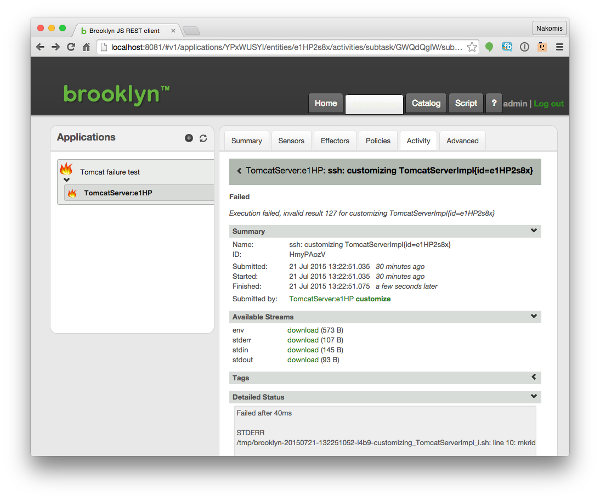 Brooklyn JS REST client
Nakomis
localhost:8081/#v1/applications/YPxWUSYl/entities/e1HP2s8x/activities/subtask/GWQdQglW/sub...
brooklyn™
Home Catalog Script ? admin | Log out
Applications
Tomcat failure test
TomcatServer:e1HP
Summary Sensors Effectors Policies Activity Advanced
TomcatServer:e1HP: ssh: customizing TomcatServerImpl{id=e1HP2s8x}
Failed
Execution failed, invalid result 127 for customizing TomcatServerImpl{id=e1HP2s8x}
Summary
Name: ssh: customizing TomcatServerImpl{id=e1HP2s8x}
ID: HmyPAozV
Submitted: 21 Jul 2015 13:22:51.035 30 minutes ago
Started: 21 Jul 2015 13:22:51.035 30 minutes ago
Finished: 21 Jul 2015 13:22:51.075 a few seconds later
Submitted by: TomcatServer:e1HP customize
Available Streams
env download (573 B)
stderr download (107 B)
stdin download (145 B)
stdout download (93 B)
Tags
Detailed Status
Failed after 40ms
STDERR
/tmp/brooklyn-20150721-132251052-l4b9-customizing_TomcatServerImpl_i.sh: line 10: mkrid